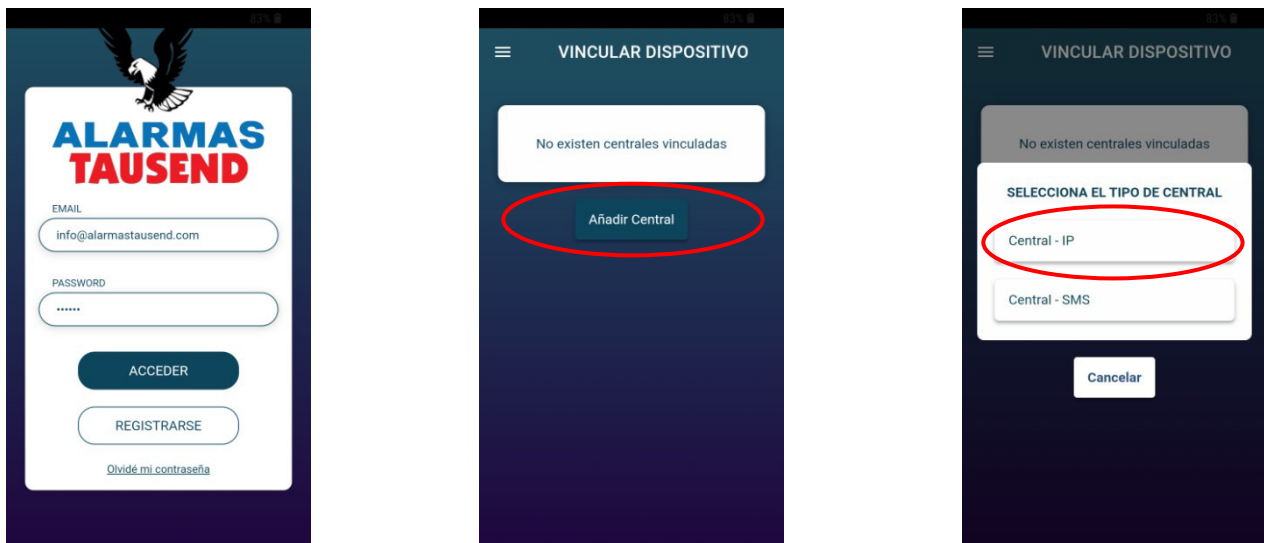 83%
ALARMAS
TAUSEND
EMAIL
info@alarmastausend.com
PASSWORD
······
ACCEDER
REGISTRARSE
Olvidé mi contraseña
83%
VINCULAR DISPOSITIVO
No existen centrales vinculadas
Añadir Central
83%
VINCULAR DISPOSITIVO
No existen centrales vinculadas
SELECCIONA EL TIPO DE CENTRAL
Central - IP
Central - SMS
Cancelar